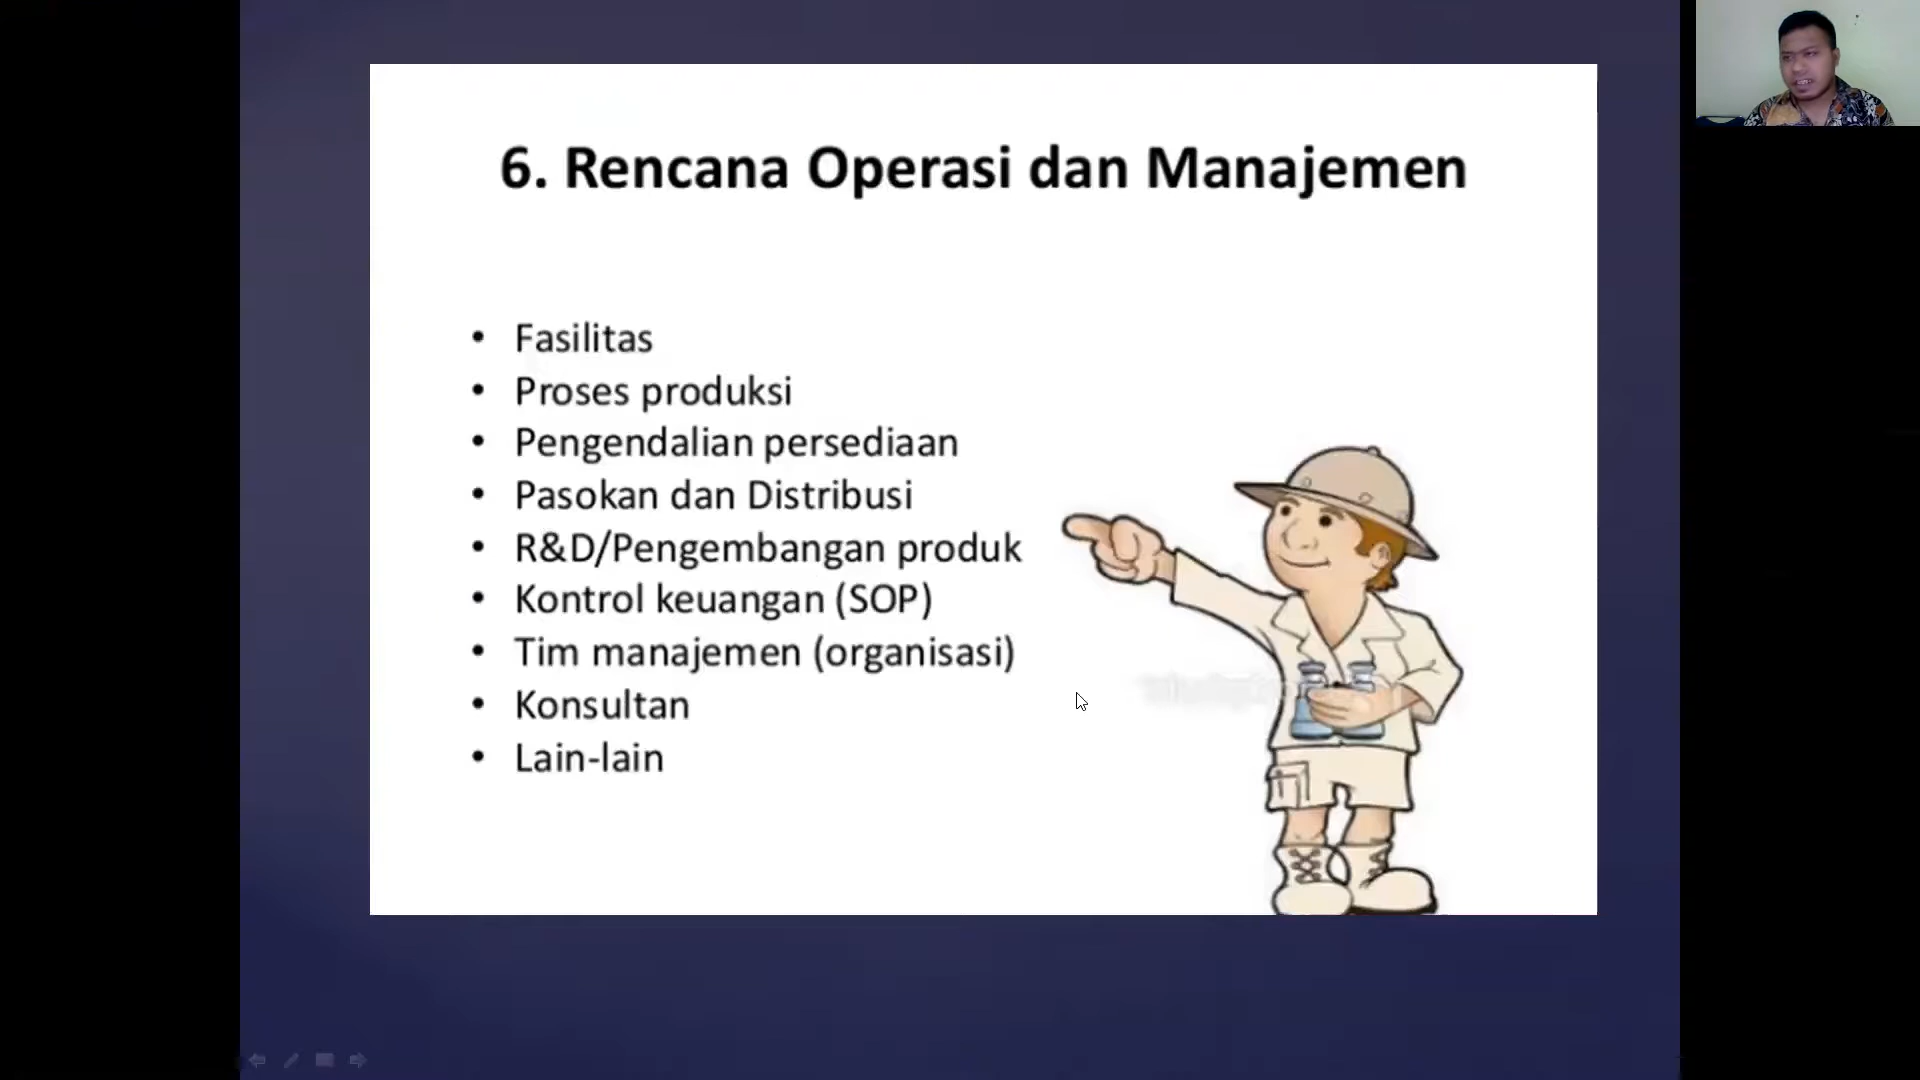 6. Rencana Operasi dan Manajemen
• Fasilitas
• Proses produksi
• Pengendalian persediaan
• Pasokan dan Distribusi
• R&D/Pengembangan produk
• Kontrol keuangan (SOP)
• Tim manajemen (organisasi)
• Konsultan
• Lain-lain